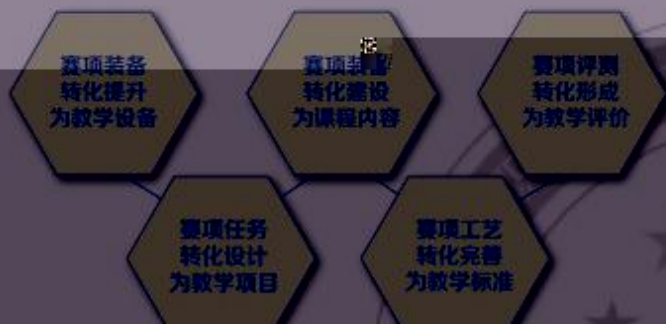 赛项装备
转化提升
为教学设备
赛项装备
转化建设
为课程内容
赛项评测
转化形成
为教学评价
赛项任务
转化设计
为教学项目
赛项工艺
转化完善
为教学标准